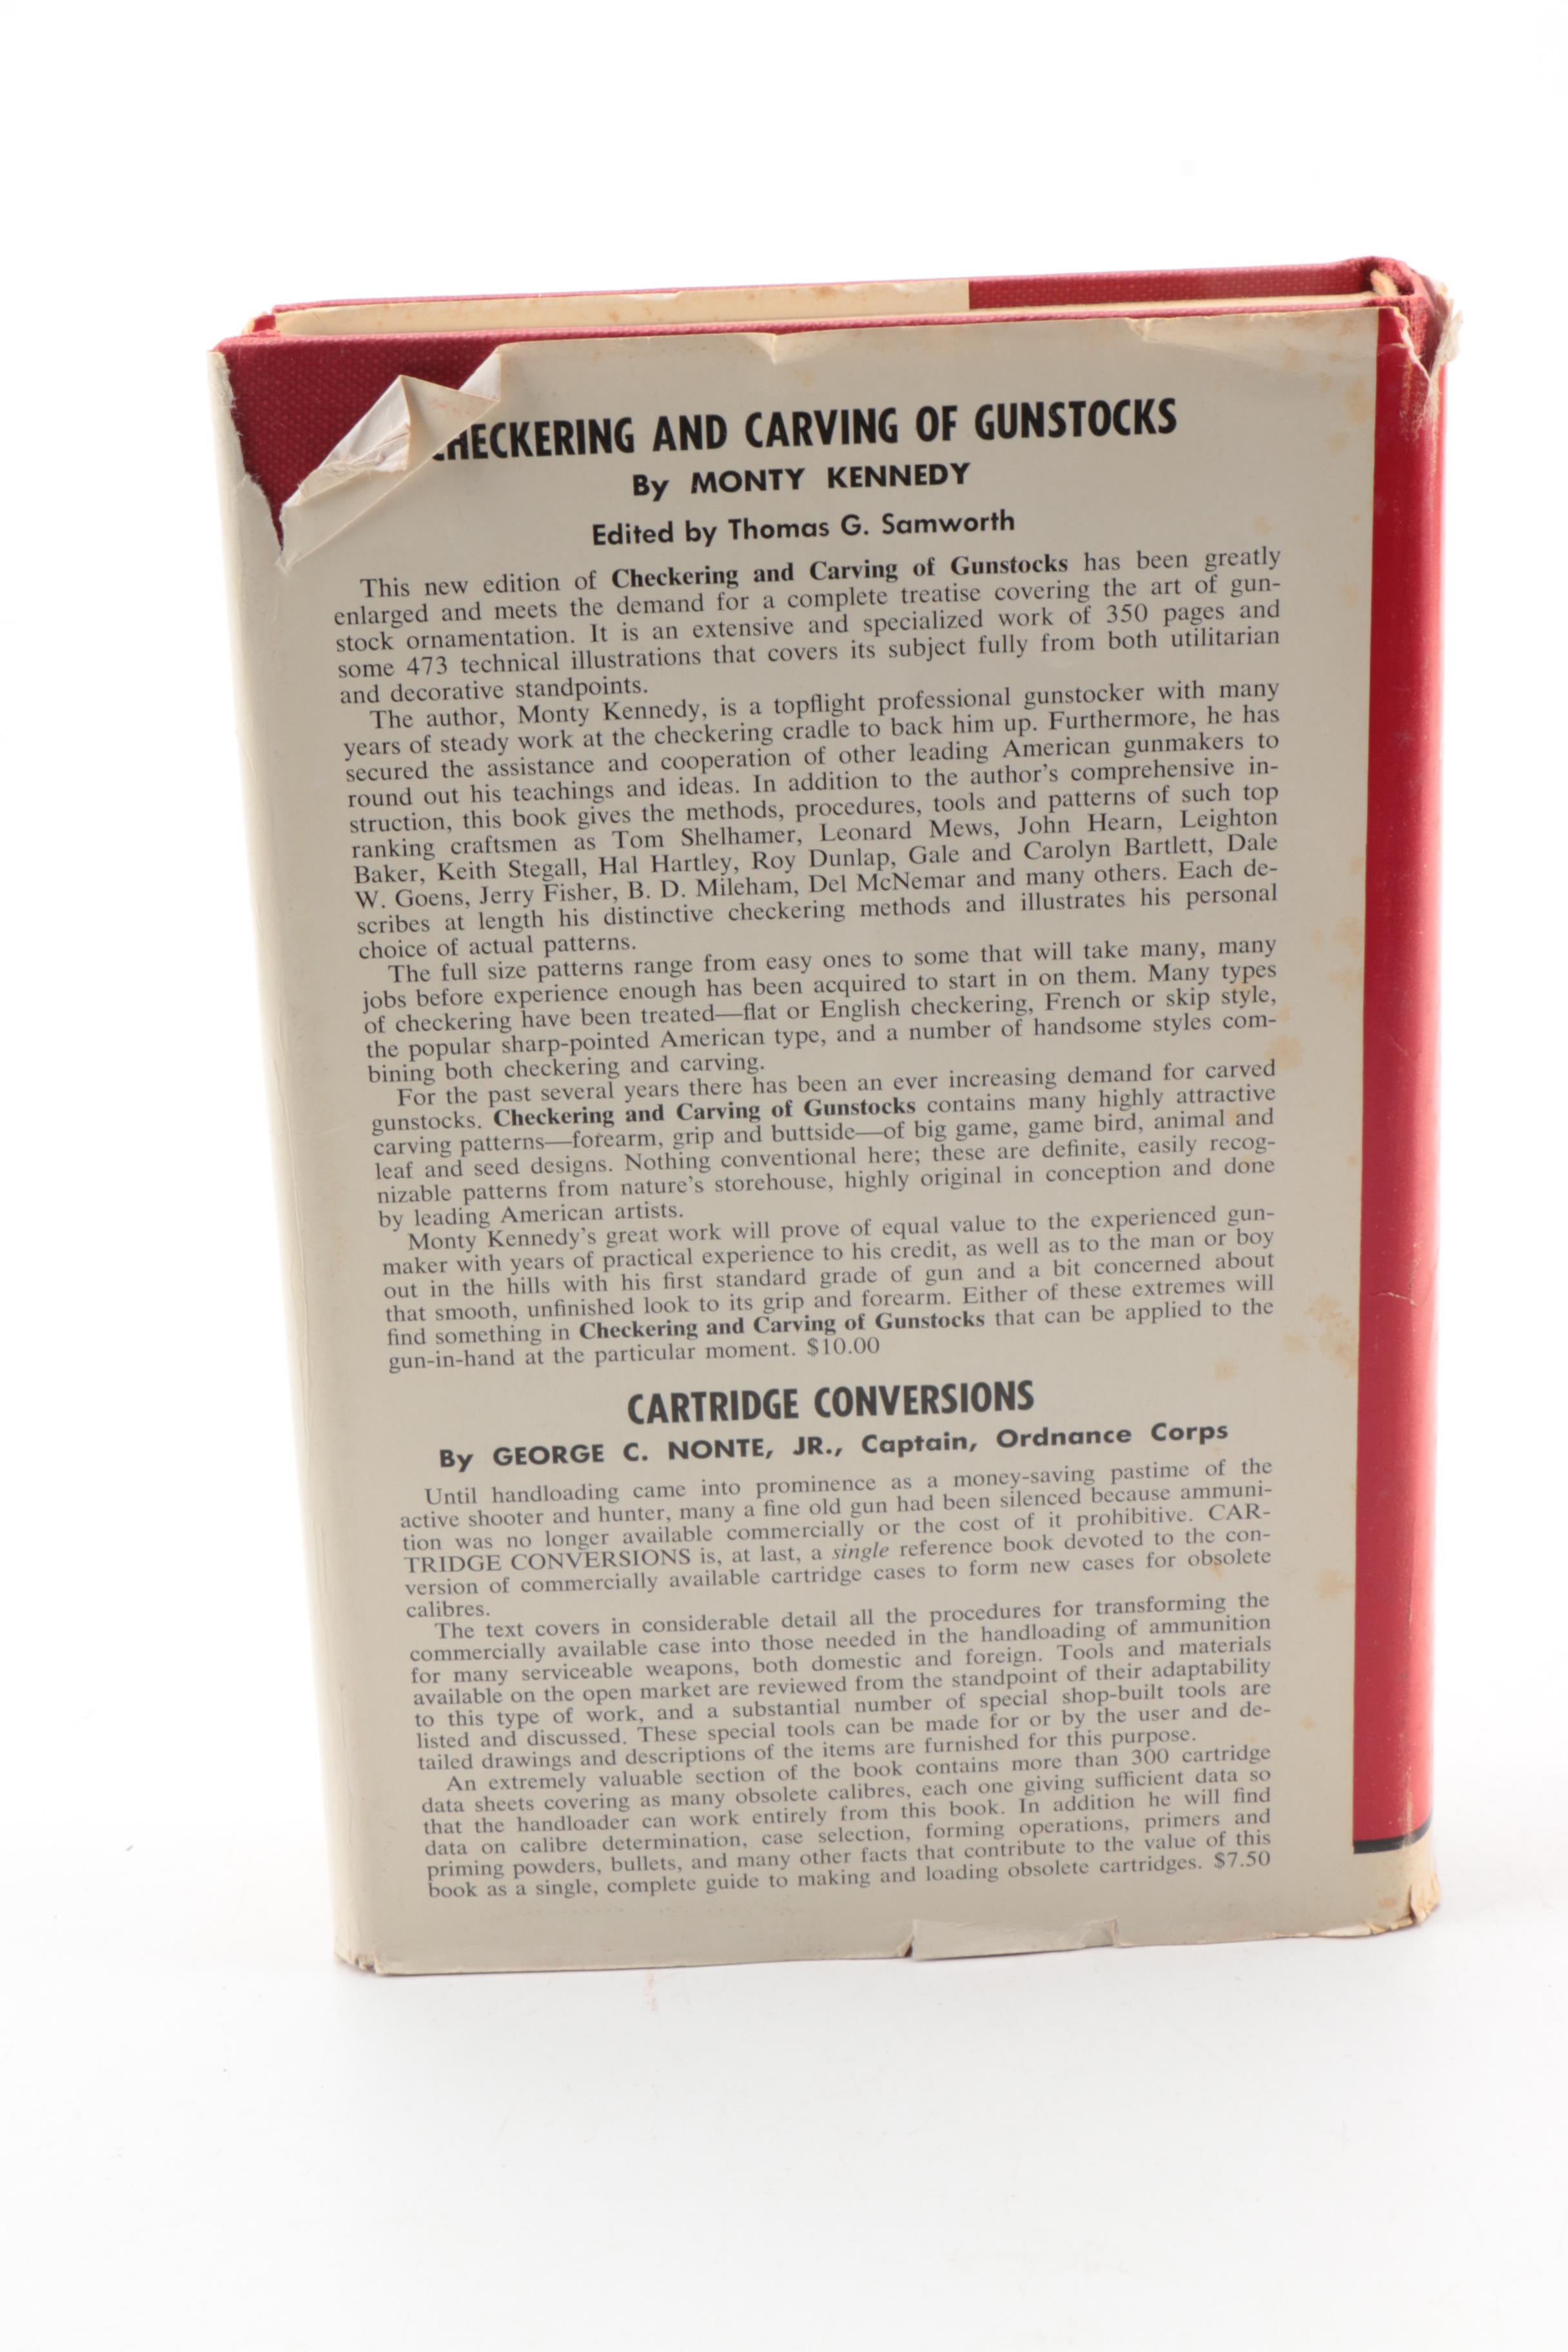 CHECKERING AND CARVING OF GUNSTOCKS
By MONTY KENNEDY
Edited by Thomas G. Samworth
This new edition of Checkering and Carving of Gunstocks has been greatly
enlarged and meets the demand for a complete treatise covering the art of gun-
stock ornamentation. It is an extensive and specialized work of 350 pages and
some 473 technical illustrations that covers its subject fully from both utilitarian
and decorative standpoints.
The author, Monty Kennedy, is a topflight professional gunstocker with many
years of steady work at the checkering cradle to back him up. Furthermore, he has
secured the assistance and cooperation of other leading American gunmakers to
round out his teachings and ideas. In addition to the author's comprehensive in-
struction, this book gives the methods, procedures, tools and patterns of such top
ranking craftsmen as Tom Shelhamer, Leonard Mews, John Hearn, Leighton
Baker, Keith Stegall, Hal Hartley, Roy Dunlap, Gale and Carolyn Bartlett, Dale
W. Goens, Jerry Fisher, B. D. Mileham, Del McNemar and many others. Each de-
scribes at length his distinctive checkering methods and illustrates his personal
choice of actual patterns.
The full size patterns range from easy ones to some that will take many, many
jobs before experience enough has been acquired to start in on them. Many types
of checkering have been treated—flat or English checkering, French or skip style,
the popular sharp-pointed American type, and a number of handsome styles com-
bining both checkering and carving.
For the past several years there has been an ever increasing demand for carved
gunstocks. Checkering and Carving of Gunstocks contains many highly attractive
carving patterns—forearm, grip and buttside—of big game, game bird, animal and
leaf and seed designs. Nothing conventional here; these are definite, easily recog-
nizable patterns from nature's storehouse, highly original in conception and done
by leading American artists.
Monty Kennedy's great work will prove of equal value to the experienced gun-
maker with years of practical experience to his credit, as well as to the man or boy
out in the hills with his first standard grade of gun and a bit concerned about
that smooth, unfinished look to its grip and forearm. Either of these extremes will
find something in Checkering and Carving of Gunstocks that can be applied to the
gun-in-hand at the particular moment. $10.00
CARTRIDGE CONVERSIONS
By GEORGE C. NONTE, JR., Captain, Ordnance Corps
Until handloading came into prominence as a money-saving pastime of the
active shooter and hunter, many a fine old gun had been silenced because ammuni-
tion was no longer available commercially or the cost of it prohibitive. CAR-
TRIDGE CONVERSIONS is, at last, a single reference book devoted to the con-
version of commercially available cartridge cases to form new cases for obsolete
calibres.
The text covers in considerable detail all the procedures for transforming the
commercially available case into those needed in the handloading of ammunition
for many serviceable weapons, both domestic and foreign. Tools and materials
available on the open market are reviewed from the standpoint of their adaptability
to this type of work, and a substantial number of special shop-built tools are
listed and discussed. These special tools can be made for or by the user and de-
tailed drawings and descriptions of the items are furnished for this purpose.
An extremely valuable section of the book contains more than 300 cartridge
data sheets covering as many obsolete calibres, each one giving sufficient data so
that the handloader can work entirely from this book. In addition he will find
data on calibre determination, case selection, forming operations, primers and
priming powders, bullets, and many other facts that contribute to the value of this
book as a single, complete guide to making and loading obsolete cartridges. $7.50